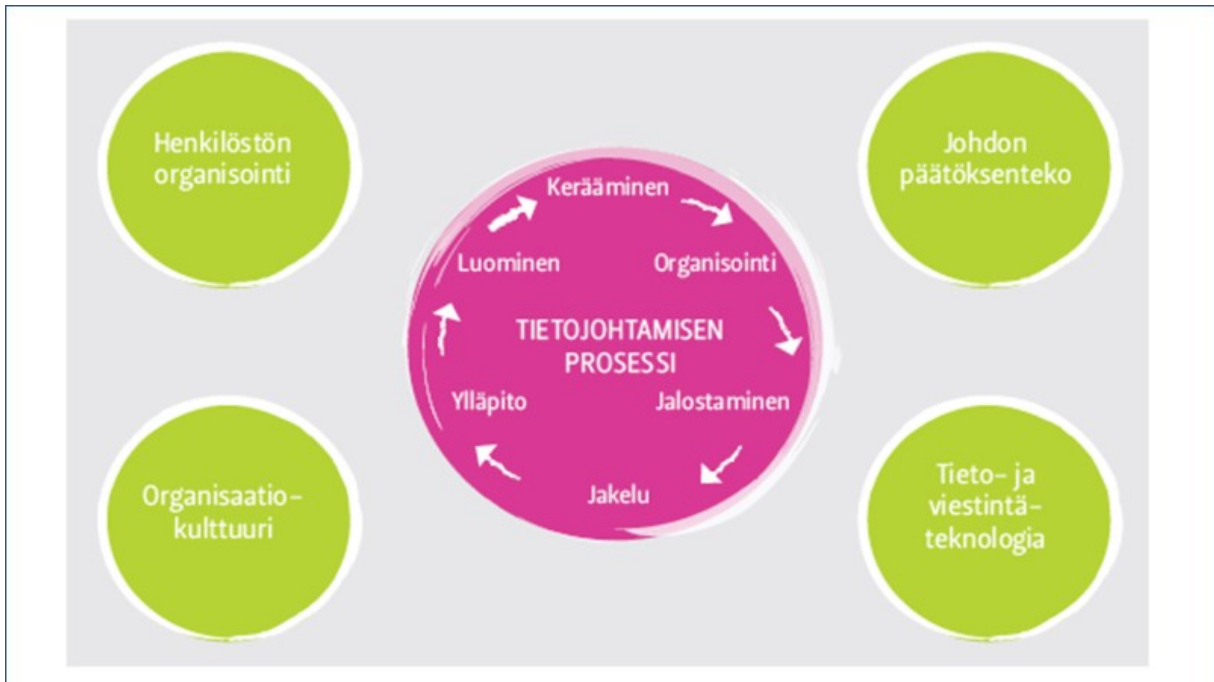 Henkilöstön
organisointi
Johdon
päätöksenteko
Kerääminen
Luominen
Organisointi
TIETOJOHTAMISEN
PROSESSI
Ylläpito
Jalostaminen
Jakelu
Organisaatio–
kulttuuri
Tieto– ja
viestintä–
teknologia